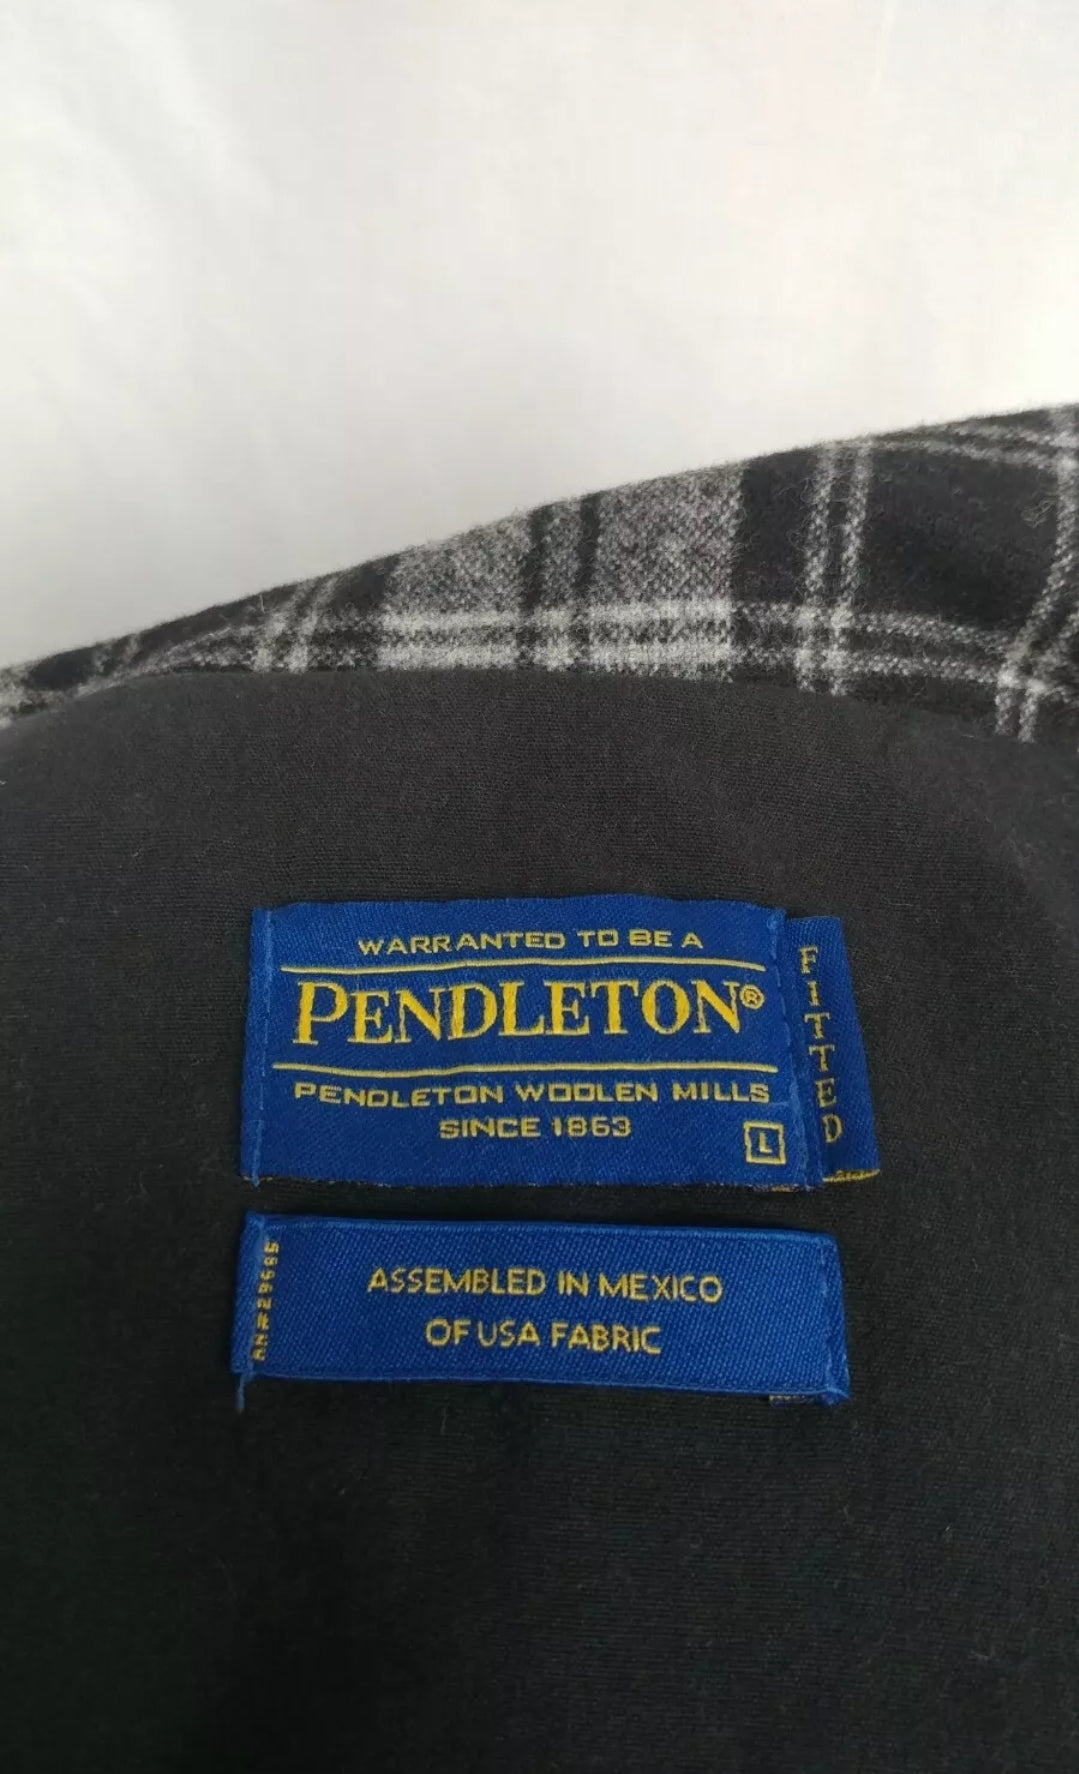 WARRANTED TO BE A
PENDLETON®
PENDLETON WOOLEN MILLS
SINCE 1863
L
FITTED
ASSEMBLED IN MEXICO
OF USA FABRIC